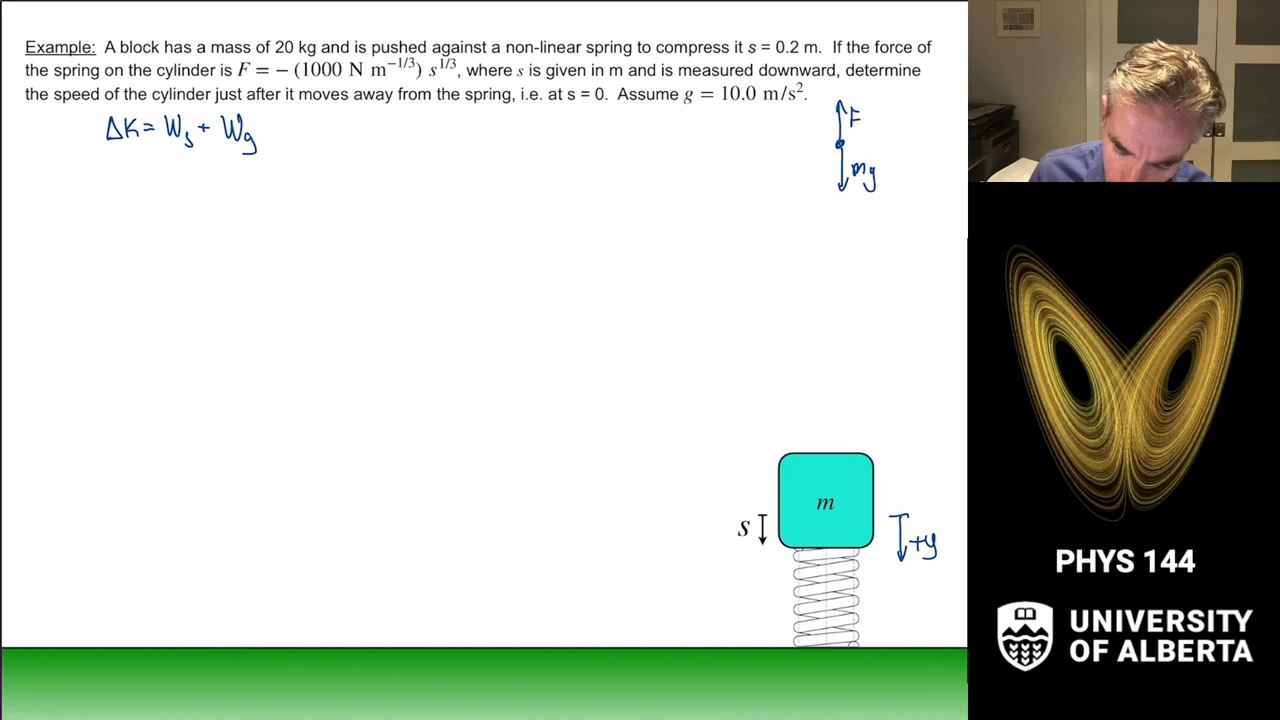 Example: A block has a mass of 20 kg and is pushed against a non-linear spring to compress it s = 0.2 m. If the force of
the spring on the cylinder is F = − (1000 N m^{−1/3}) s^{1/3}, where s is given in m and is measured downward, determine
the speed of the cylinder just after it moves away from the spring, i.e. at s = 0. Assume g = 10.0 m/s².
ΔK = W_s + W_g
F
mg
m
s
+y
PHYS 144
UNIVERSITY
OF ALBERTA